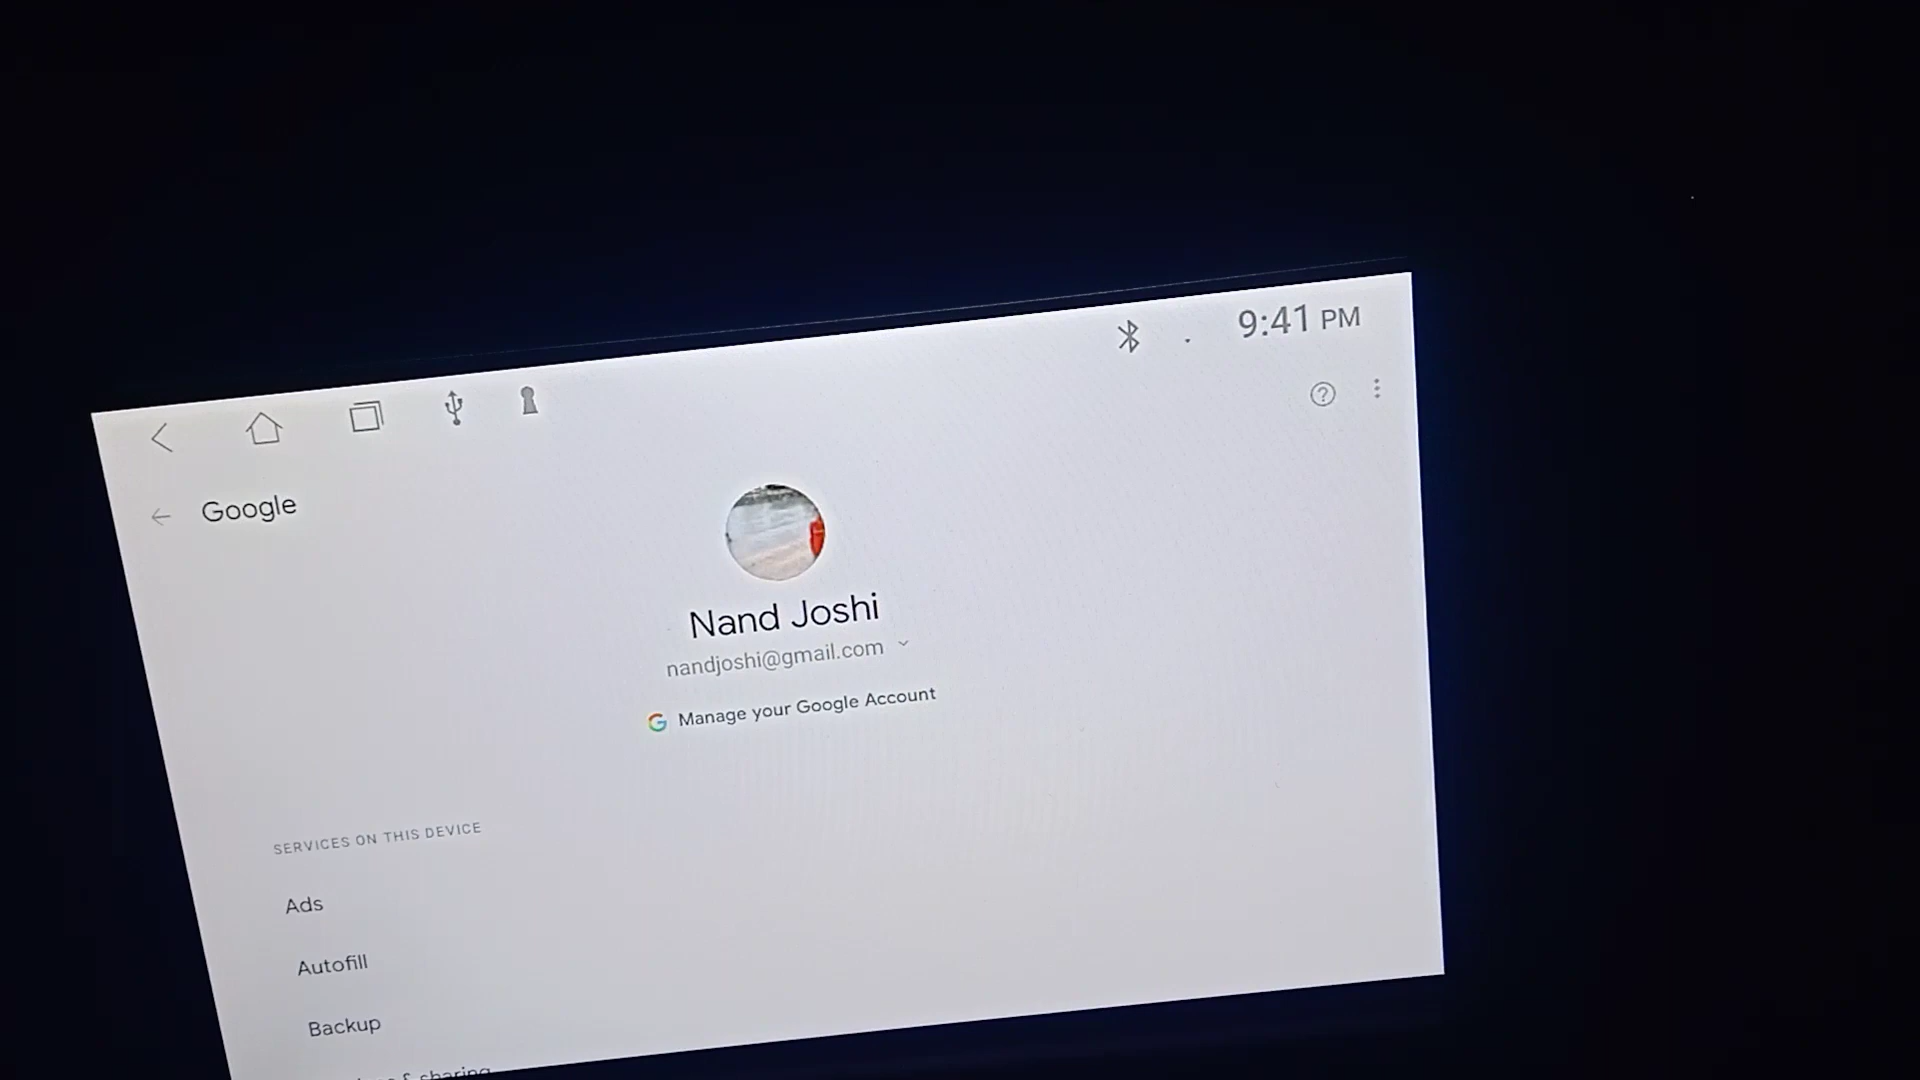 9:41 PM
Google
Nand Joshi
nandjoshi@gmail.com
G Manage your Google Account
SERVICES ON THIS DEVICE
Ads
Autofill
Backup
& sharing